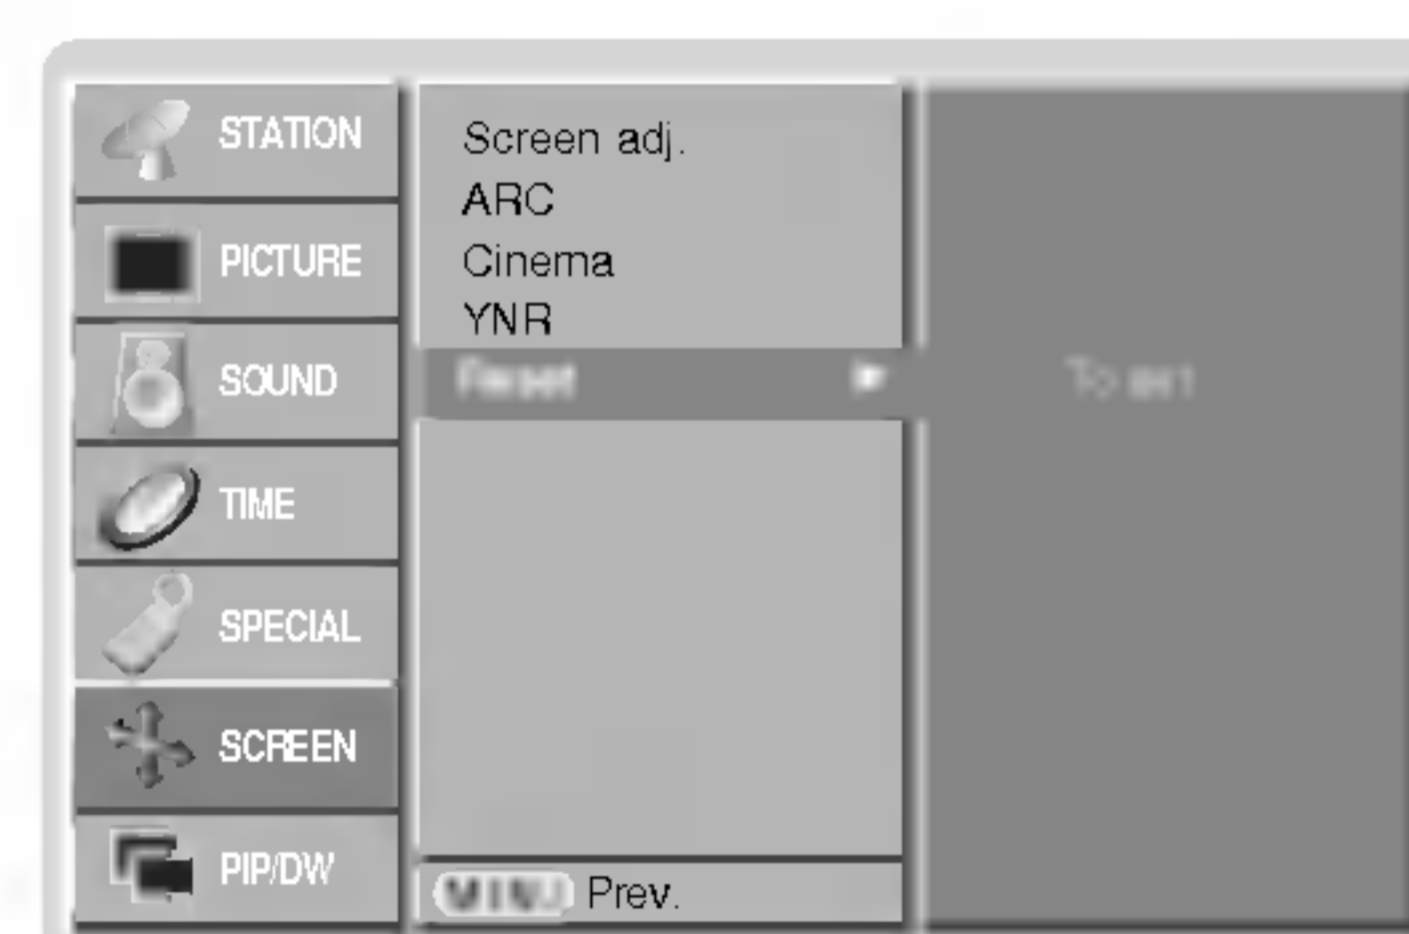 STATION
PICTURE
SOUND
TIME
SPECIAL
SCREEN
PIP/DW
Screen adj.
ARC
Cinema
YNR
Reset
To set
Prev.